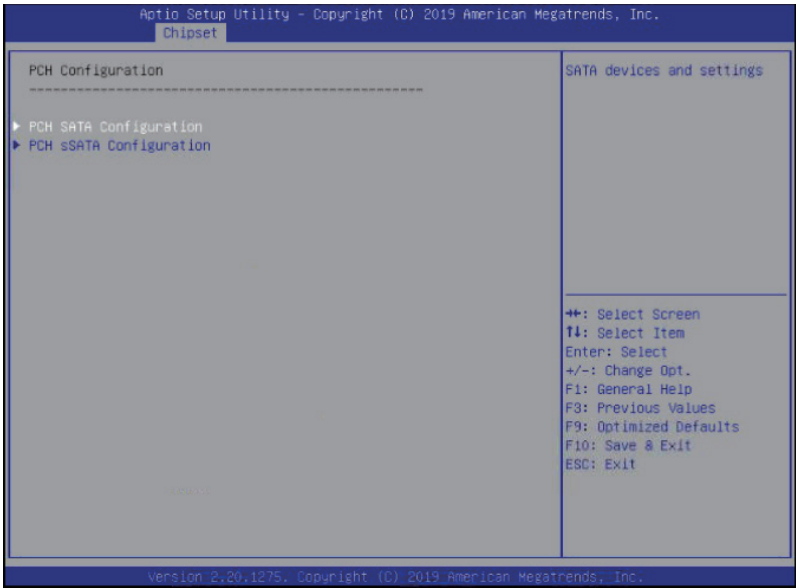 Aptio Setup Utility - Copyright (C) 2019 American Megatrends, Inc.
Chipset
PCH Configuration
--------------------------------------------------
▶ PCH SATA Configuration
▶ PCH sSATA Configuration
SATA devices and settings
→←: Select Screen
↑↓: Select Item
Enter: Select
+/-: Change Opt.
F1: General Help
F3: Previous Values
F9: Optimized Defaults
F10: Save & Exit
ESC: Exit
Version 2.20.1275. Copyright (C) 2019 American Megatrends, Inc.